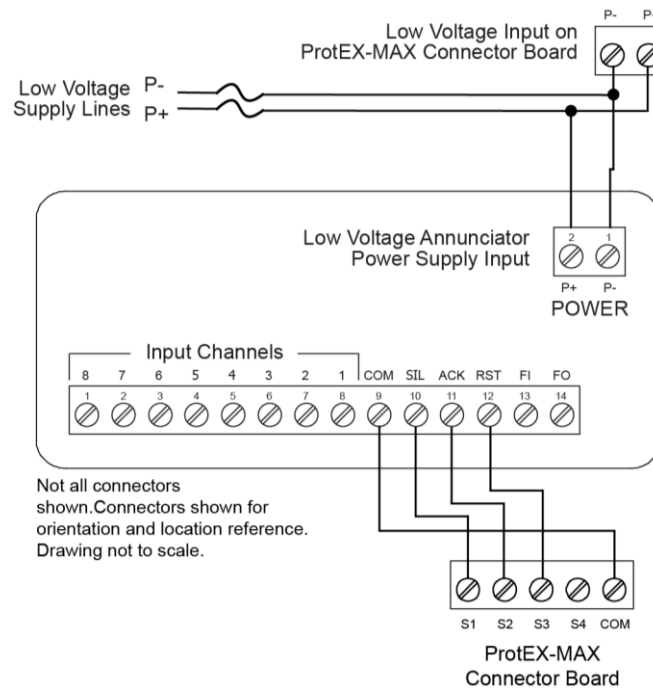 P- P+
Low Voltage Input on
ProtEX-MAX Connector Board
Low Voltage P-
Supply Lines P+
Low Voltage Annunciator
Power Supply Input
2 1
P+ P-
POWER
Input Channels
8 7 6 5 4 3 2 1 COM SIL ACK RST FI FO
1 2 3 4 5 6 7 8 9 10 11 12 13 14
Not all connectors
shown.Connectors shown for
orientation and location reference.
Drawing not to scale.
S1 S2 S3 S4 COM
ProtEX-MAX
Connector Board